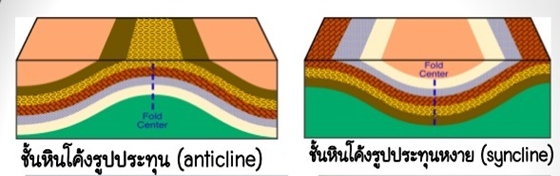 Fold
Center
ชั้นหินโค้งรูปประทุน (anticline)
Fold
Center
ชั้นหินโค้งรูปประทุนหงาย (syncline)